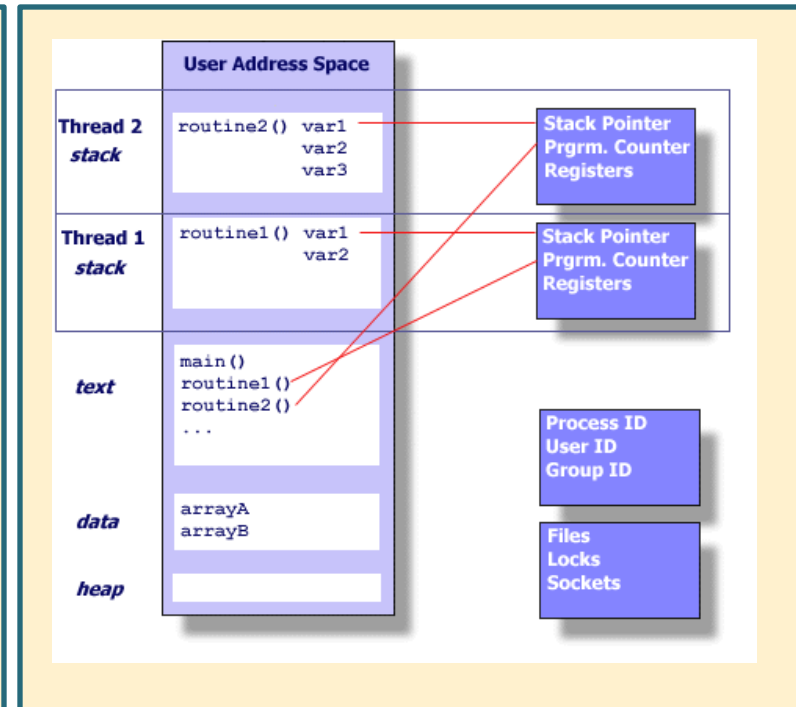 User Address Space
Thread 2
stack
routine2() var1
var2
var3
Stack Pointer
Prgrm. Counter
Registers
Thread 1
stack
routine1() var1
var2
Stack Pointer
Prgrm. Counter
Registers
text
main()
routine1()
routine2()
...
Process ID
User ID
Group ID
data
arrayA
arrayB
Files
Locks
Sockets
heap